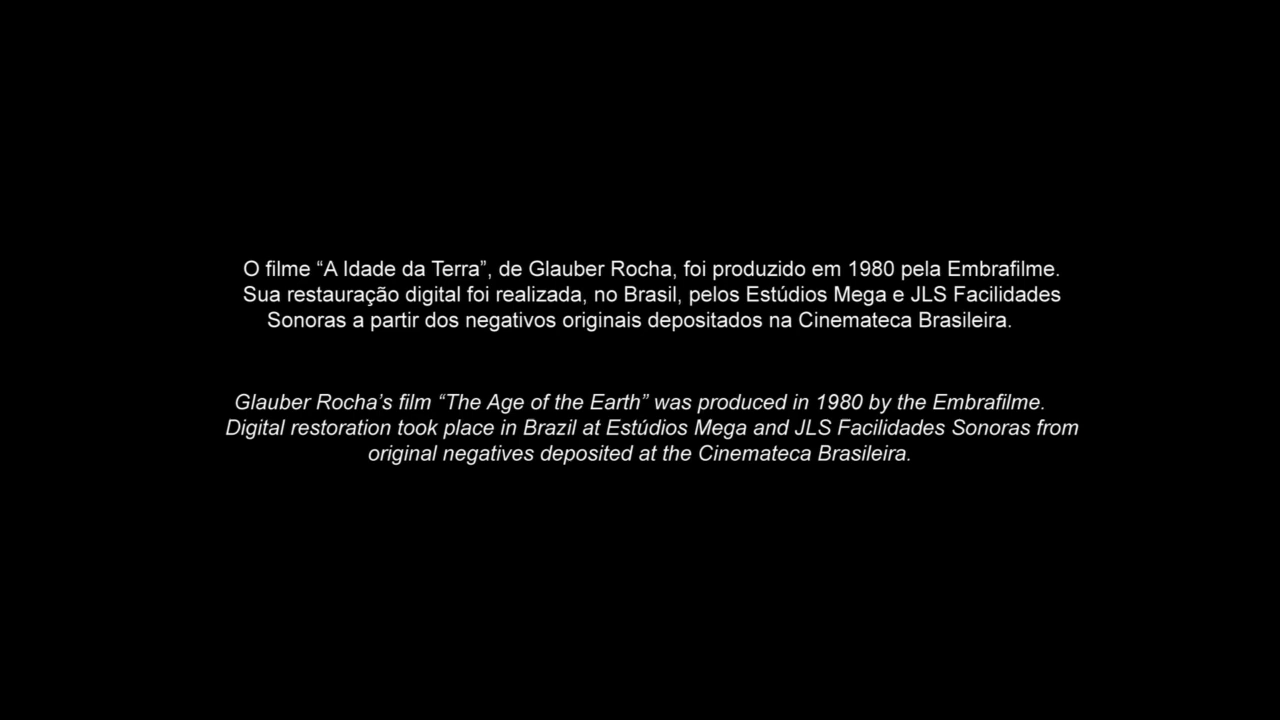 O filme “A Idade da Terra”, de Glauber Rocha, foi produzido em 1980 pela Embrafilme.
Sua restauração digital foi realizada, no Brasil, pelos Estúdios Mega e JLS Facilidades
Sonoras a partir dos negativos originais depositados na Cinemateca Brasileira.
Glauber Rocha’s film “The Age of the Earth” was produced in 1980 by the Embrafilme.
Digital restoration took place in Brazil at Estúdios Mega and JLS Facilidades Sonoras from
original negatives deposited at the Cinemateca Brasileira.